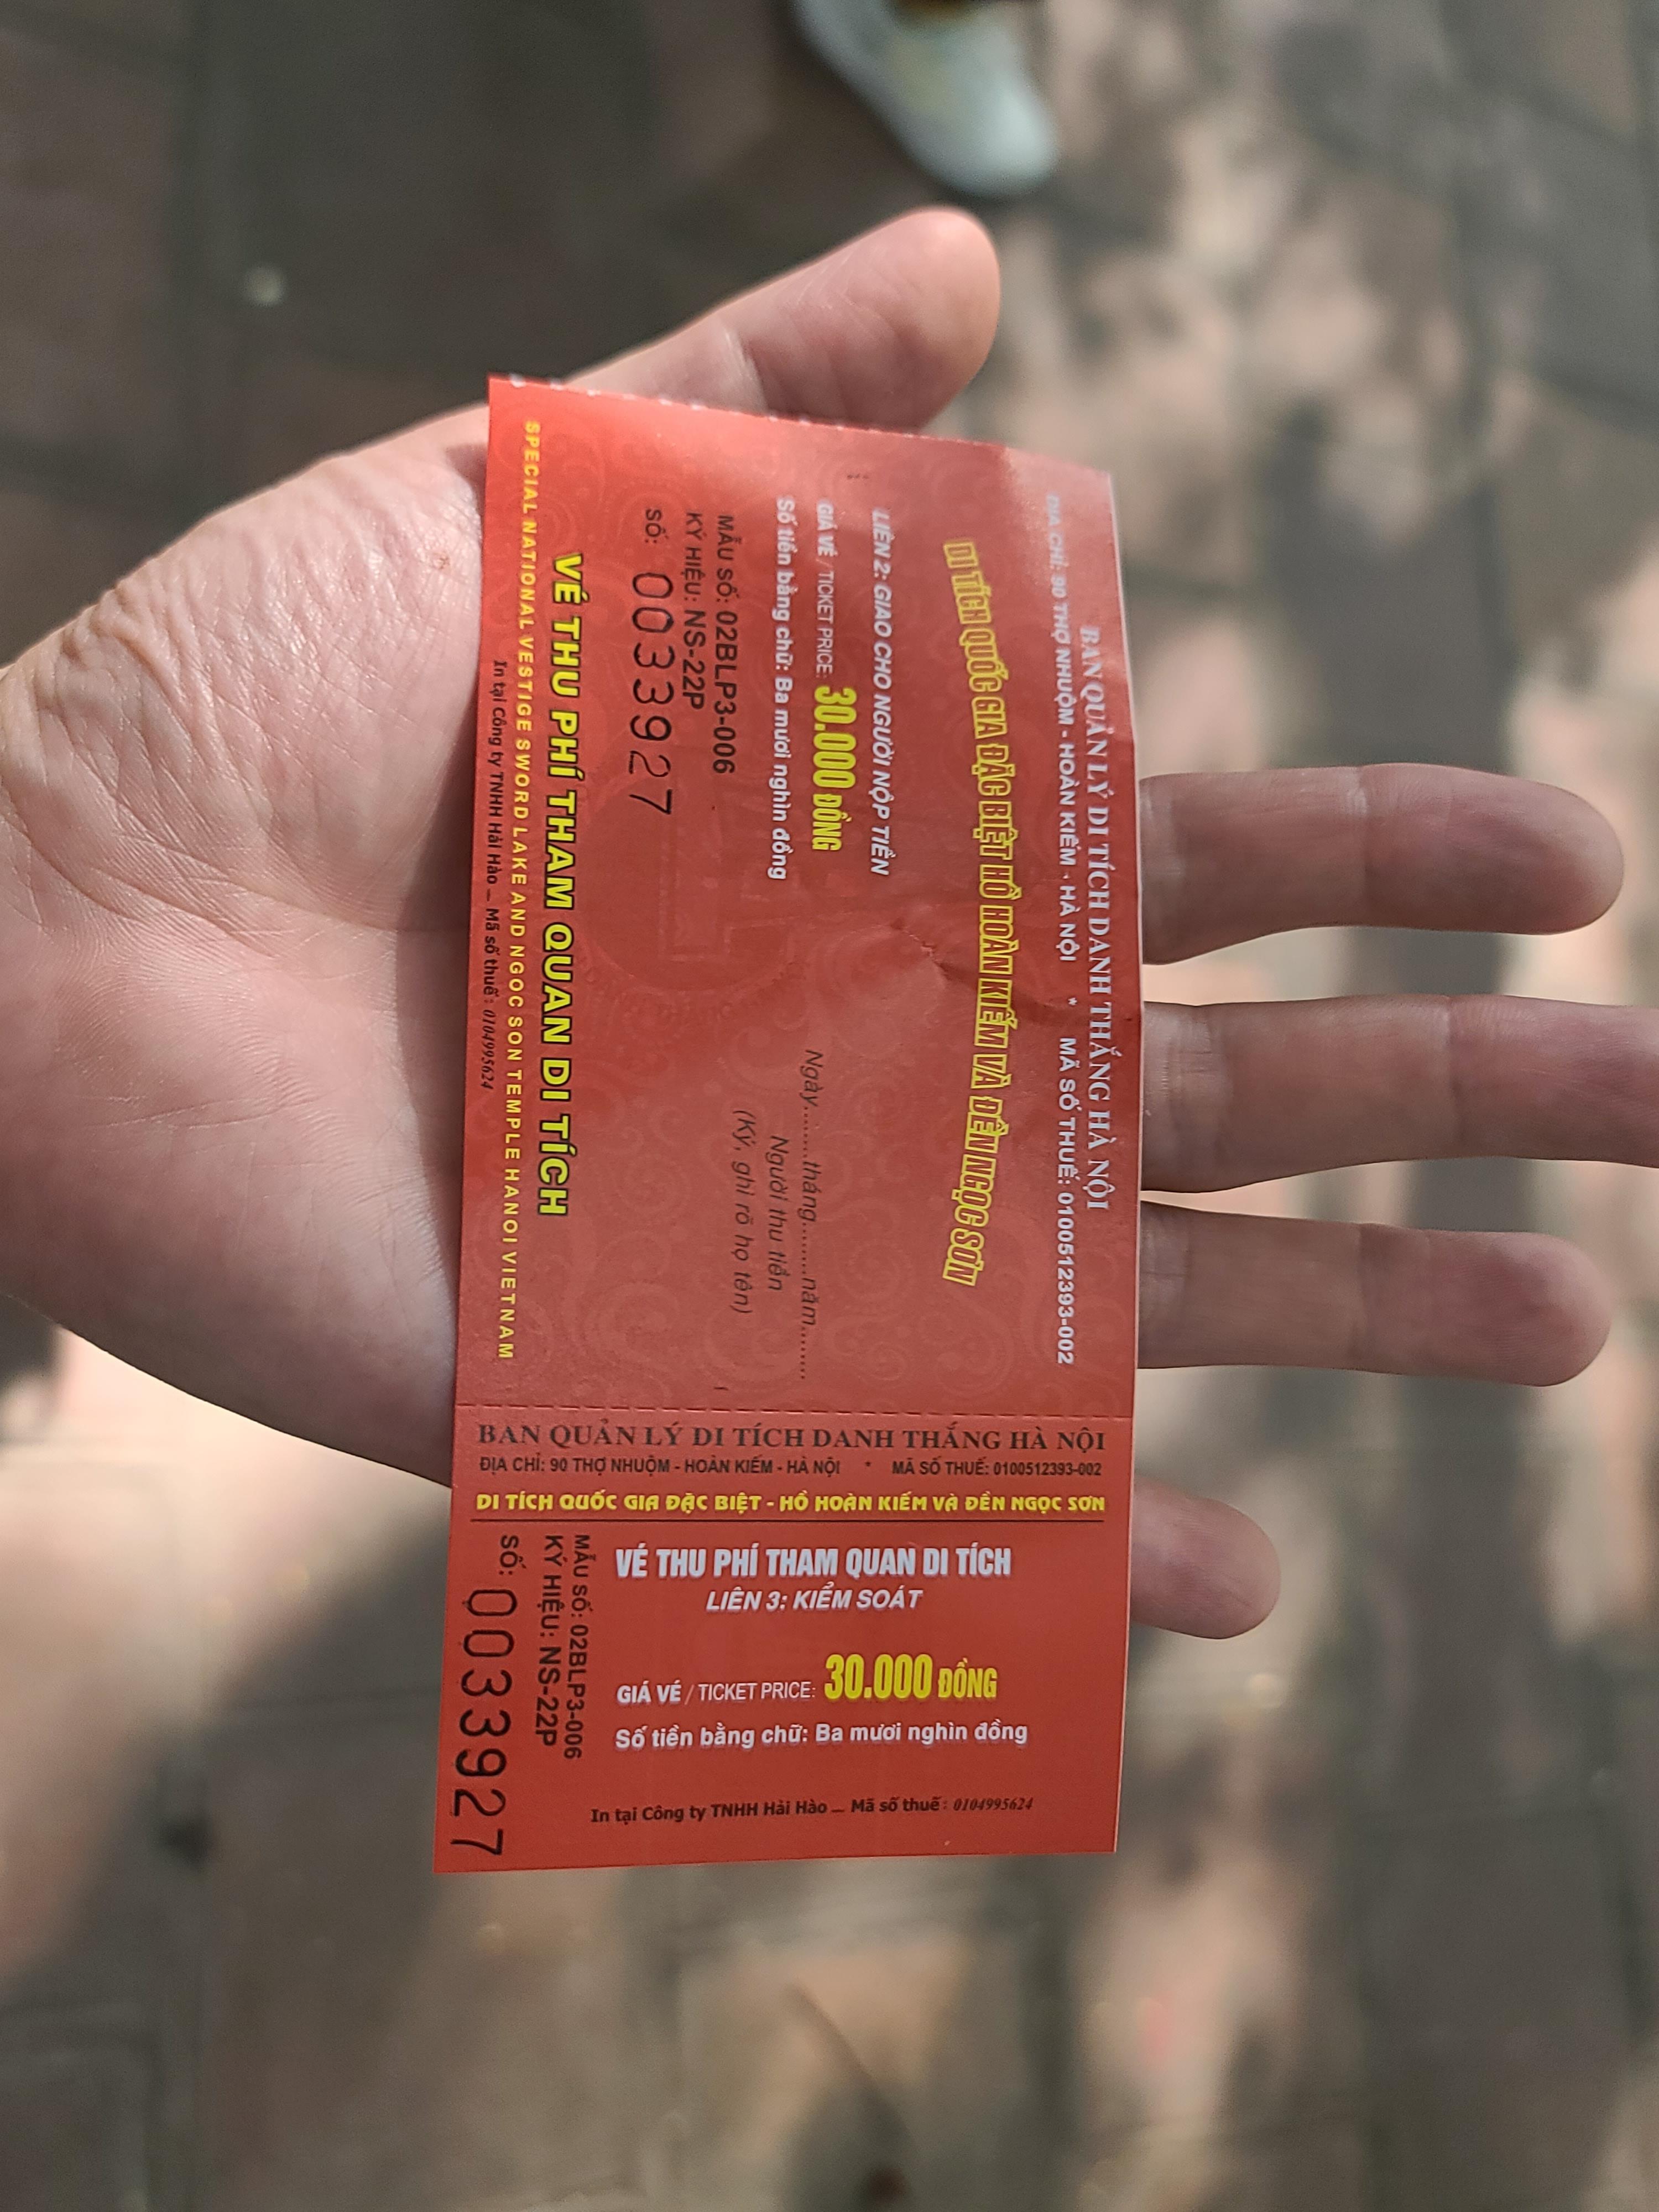 BAN QUẢN LÝ DI TÍCH DANH THẮNG HÀ NỘI
ĐỊA CHỈ: 90 THỢ NHUỘM - HOÀN KIẾM - HÀ NỘI * MÃ SỐ THUẾ: 0100512393-002
DI TÍCH QUỐC GIA ĐẶC BIỆT HỒ HOÀN KIẾM VÀ ĐỀN NGỌC SƠN
LIÊN 2: GIAO CHO NGƯỜI NỘP TIỀN
GIÁ VÉ / TICKET PRICE: 30.000 ĐỒNG
Số tiền bằng chữ: Ba mươi nghìn đồng
Ngày........tháng........năm........
Người thu tiền
(Ký, ghi rõ họ tên)
MẪU SỐ: 02BLP3-006
KÝ HIỆU: NS-22P
SỐ: 0033927
VÉ THU PHÍ THAM QUAN DI TÍCH
SPECIAL NATIONAL VESTIGE SWORD LAKE AND NGOC SON TEMPLE HANOI VIETNAM
In tại Công ty TNHH Hải Hào _ Mã số thuế: 0104995624
BAN QUẢN LÝ DI TÍCH DANH THẮNG HÀ NỘI
ĐỊA CHỈ: 90 THỢ NHUỘM - HOÀN KIẾM - HÀ NỘI * MÃ SỐ THUẾ: 0100512393-002
DI TÍCH QUỐC GIA ĐẶC BIỆT - HỒ HOÀN KIẾM VÀ ĐỀN NGỌC SƠN
VÉ THU PHÍ THAM QUAN DI TÍCH
LIÊN 3: KIỂM SOÁT
GIÁ VÉ / TICKET PRICE: 30.000 ĐỒNG
Số tiền bằng chữ: Ba mươi nghìn đồng
In tại Công ty TNHH Hải Hào _ Mã số thuế: 0104995624
MẪU SỐ: 02BLP3-006
KÝ HIỆU: NS-22P
SỐ: 0033927